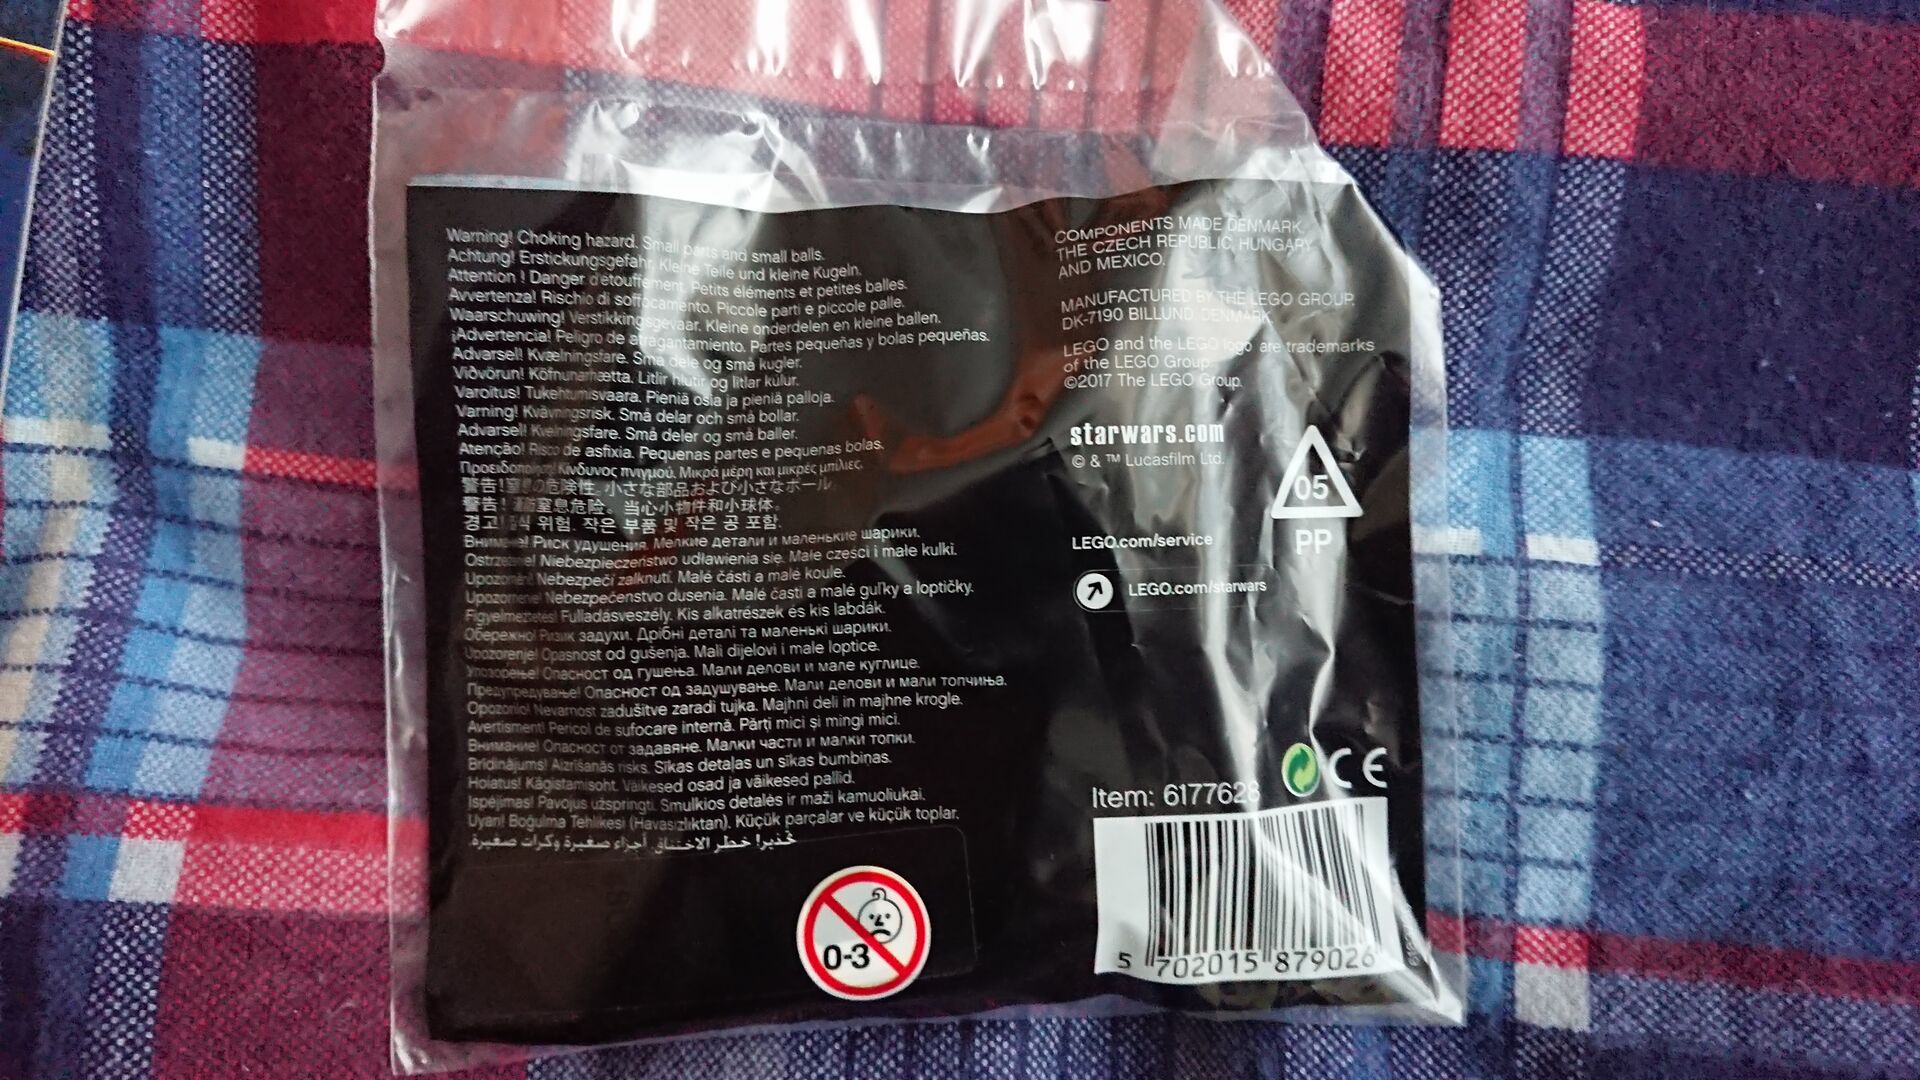 Warning! Choking hazard. Small parts and small balls.
Achtung! Erstickungsgefahr. Kleine Teile und kleine Kugeln.
Attention ! Danger d'étouffement. Petits éléments et petites balles.
Avvertenza! Rischio di soffocamento. Piccole parti e piccole palle.
Waarschuwing! Verstikkingsgevaar. Kleine onderdelen en kleine ballen.
¡Advertencia! Peligro de atragantamiento. Partes pequeñas y bolas pequeñas.
Advarsel! Kvælningsfare. Små dele og små kugler.
Viðvörun! Köfnunarhætta. Litlir hlutir og litlar kúlur.
Varoitus! Tukehtumisvaara. Pieniä osia ja pieniä palloja.
Varning! Kvävningsrisk. Små delar och små bollar.
Advarsel! Kvelningsfare. Små deler og små baller.
Atenção! Risco de asfixia. Pequenas partes e pequenas bolas.
Προειδοποίηση! Κίνδυνος πνιγμού. Μικρά μέρη και μικρές μπίλιες.
警告!窒息の危険性。小さな部品および小さなボール
警告! 窒息危险。当心小物件和小球体。
경고! 질식 위험. 작은 부품 및 작은 공 포함.
Внимание! Риск удушения. Мелкие детали и маленькие шарики.
Ostrzeżenie! Niebezpieczeństwo udławienia się. Małe części i małe kulki.
Upozornění! Nebezpečí zalknutí. Malé části a malé koule.
Upozornenie! Nebezpečenstvo dusenia. Malé časti a malé guľky a loptičky.
Figyelmeztetés! Fulladásveszély. Kis alkatrészek és kis labdák.
Обережно! Ризик задухи. Дрібні деталі та маленькі шарики.
Upozorenje! Opasnost od gušenja. Mali dijelovi i male loptice.
Упозорење! Опасност од гушења. Мали делови и мале куглице.
Предупредување! Опасност од задушување. Мали делови и мали топчиња.
Opozorilo! Nevarnost zadušitve zaradi tujka. Majhni deli in majhne krogle.
Avertisment! Pericol de sufocare internă. Părți mici și mingi mici.
Внимание! Опасност от задавяне. Малки части и малки топки.
Brīdinājums! Aizrīšanās risks. Sīkas detaļas un sīkas bumbiņas.
Hoiatus! Kägistamisoht. Väikesed osad ja väikesed pallid.
Įspėjimas! Pavojus užspringti. Smulkios detalės ir maži kamuoliukai.
Uyarı! Boğulma Tehlikesi (Havasızlıktan). Küçük parçalar ve küçük toplar.
تحذير! خطر الاختناق. أجزاء صغيرة وكرات صغيرة.
0-3
COMPONENTS MADE DENMARK,
THE CZECH REPUBLIC, HUNGARY
AND MEXICO.
MANUFACTURED BY THE LEGO GROUP,
DK-7190 BILLUND, DENMARK
LEGO and the LEGO logo are trademarks
of the LEGO Group.
©2017 The LEGO Group.
starwars.com
© & ™ Lucasfilm Ltd.
05
PP
LEGO.com/service
LEGO.com/starwars
CE
Item: 6177628
5 702015 879026